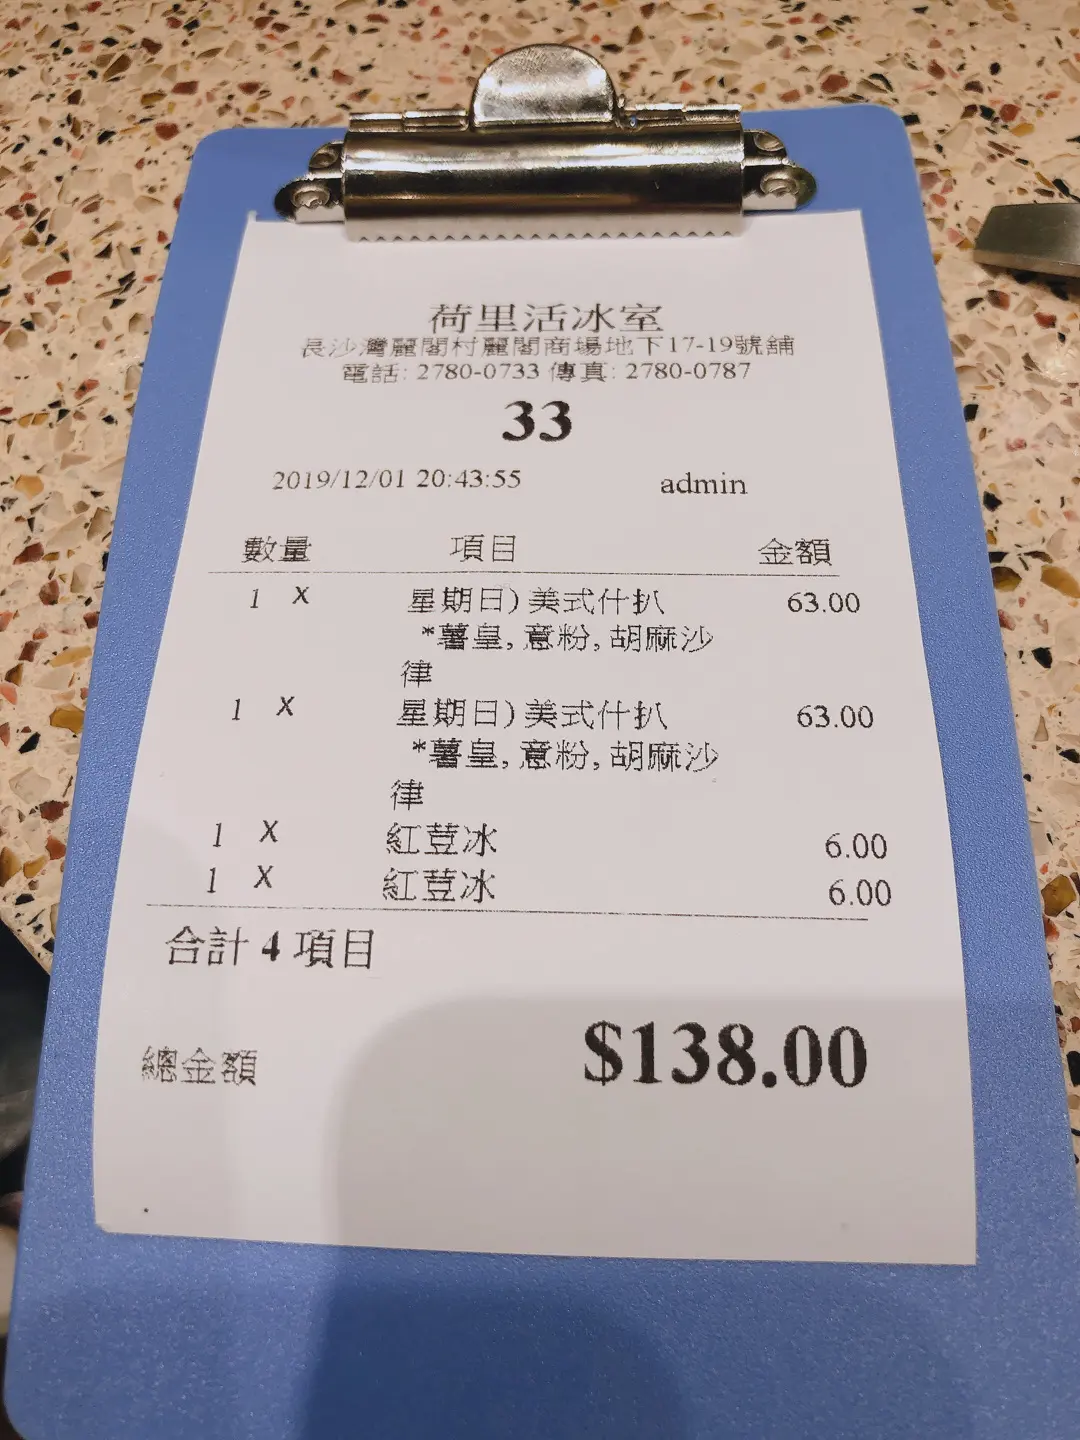 荷里活冰室
長沙灣麗閣村麗閣商場地下17-19號舖
電話: 2780-0733 傳真: 2780-0787
33
2019/12/01 20:43:55 admin
數量 項目 金額
1 X 星期日) 美式什扒 63.00
*薯皇, 意粉, 胡麻沙
律
1 X 星期日) 美式什扒 63.00
*薯皇, 意粉, 胡麻沙
律
1 X 紅荳冰 6.00
1 X 紅荳冰 6.00
合計 4 項目
總金額 $138.00